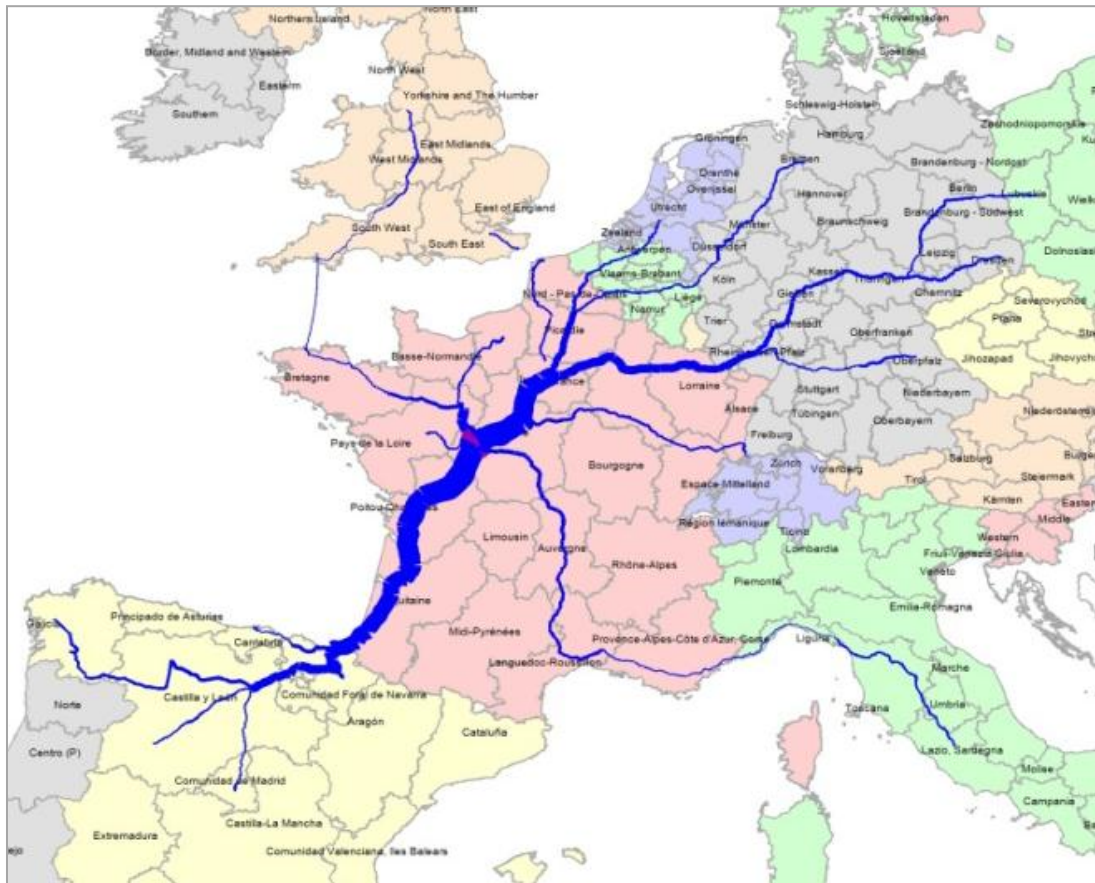 North East
Hovedstaden
Northern Ireland
Sjælland
Border, Midland and Western
North West
Eastern
Yorkshire and The Humber
Schleswig-Holstein
Southern
Zachodniopomorskie
Hamburg
Groningen
East Midlands
West Midlands
Bremen
Brandenburg - Nordost
Drenthe
Overijssel
Berlin
Lubuskie
Hannover
East of England
Utrecht
Brandenburg - Südwest
Braunschweig
Münster
South West
Zeeland
South East
Antwerpen
Düsseldorf
Leipzig
Dresden
Kassel
Vlaams-Brabant
Köln
Thüringen
Gießen
Chemnitz
Nord - Pas-de-Calais
Liège
Severovychod
Namur
Praha
Trier
Darmstadt
Picardie
Oberfranken
Basse-Normandie
Rheinhessen-Pfalz
Jihozapad
Oberpfalz
Bretagne
Lorraine
Stuttgart
Niederbayern
Alsace
Tübingen
Oberbayern
Freiburg
Pays de la Loire
Salzburg
Bourgogne
Zürich
Vorarlberg
Steiermark
Espace Mittelland
Tirol
Kärnten
Région lémanique
Ticino
Western
Limousin
Auvergne
Lombardia
Friuli-Venezia Giulia
Rhône-Alpes
Veneto
Piemonte
Emilia-Romagna
Principado de Asturias
Midi-Pyrénées
Provence-Alpes-Côte d'Azur, Corse
Liguria
Cantabria
Languedoc-Roussillon
Marche
Comunidad Foral de Navarra
Castilla y León
Norte
Umbria
Toscana
Aragón
Cataluña
Centro (P)
Lazio, Sardegna
Comunidad de Madrid
Molise
Campania
Castilla-La Mancha
Extremadura
Comunidad Valenciana, Iles Balears